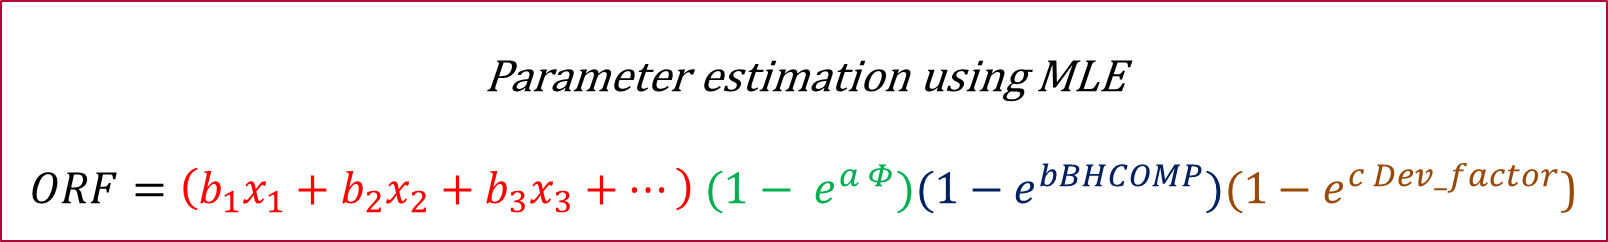 Parameter estimation using MLE
ORF = (b₁x₁ + b₂x₂ + b₃x₃ + ⋯ ) (1 − e^{a Φ})(1 − e^{bBHCOMP})(1 − e^{c Dev_factor})